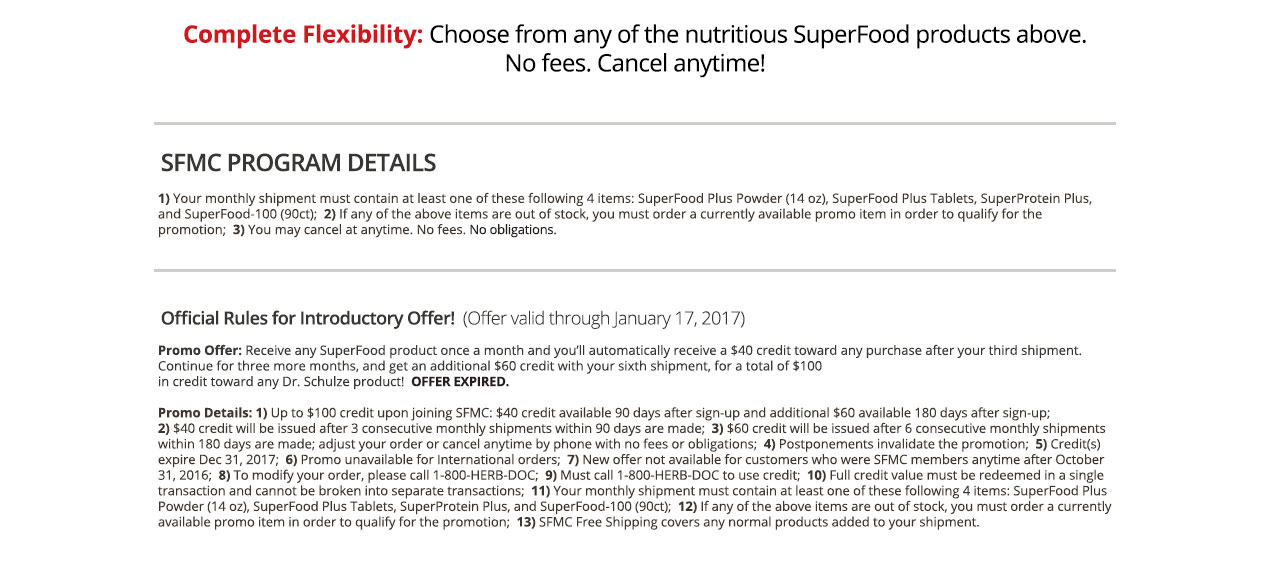 Complete Flexibility: Choose from any of the nutritious SuperFood products above.
No fees. Cancel anytime!
SFMC PROGRAM DETAILS
1) Your monthly shipment must contain at least one of these following 4 items: SuperFood Plus Powder (14 oz), SuperFood Plus Tablets, SuperProtein Plus,
and SuperFood-100 (90ct);  2) If any of the above items are out of stock, you must order a currently available promo item in order to qualify for the
promotion;  3) You may cancel at anytime. No fees. No obligations.
Official Rules for Introductory Offer!  (Offer valid through January 17, 2017)
Promo Offer: Receive any SuperFood product once a month and you'll automatically receive a $40 credit toward any purchase after your third shipment.
Continue for three more months, and get an additional $60 credit with your sixth shipment, for a total of $100
in credit toward any Dr. Schulze product!  OFFER EXPIRED.
Promo Details: 1) Up to $100 credit upon joining SFMC: $40 credit available 90 days after sign-up and additional $60 available 180 days after sign-up;
2) $40 credit will be issued after 3 consecutive monthly shipments within 90 days are made;  3) $60 credit will be issued after 6 consecutive monthly shipments
within 180 days are made; adjust your order or cancel anytime by phone with no fees or obligations;  4) Postponements invalidate the promotion;  5) Credit(s)
expire Dec 31, 2017;  6) Promo unavailable for International orders;  7) New offer not available for customers who were SFMC members anytime after October
31, 2016;  8) To modify your order, please call 1-800-HERB-DOC;  9) Must call 1-800-HERB-DOC to use credit;  10) Full credit value must be redeemed in a single
transaction and cannot be broken into separate transactions;  11) Your monthly shipment must contain at least one of these following 4 items: SuperFood Plus
Powder (14 oz), SuperFood Plus Tablets, SuperProtein Plus, and SuperFood-100 (90ct);  12) If any of the above items are out of stock, you must order a currently
available promo item in order to qualify for the promotion;  13) SFMC Free Shipping covers any normal products added to your shipment.